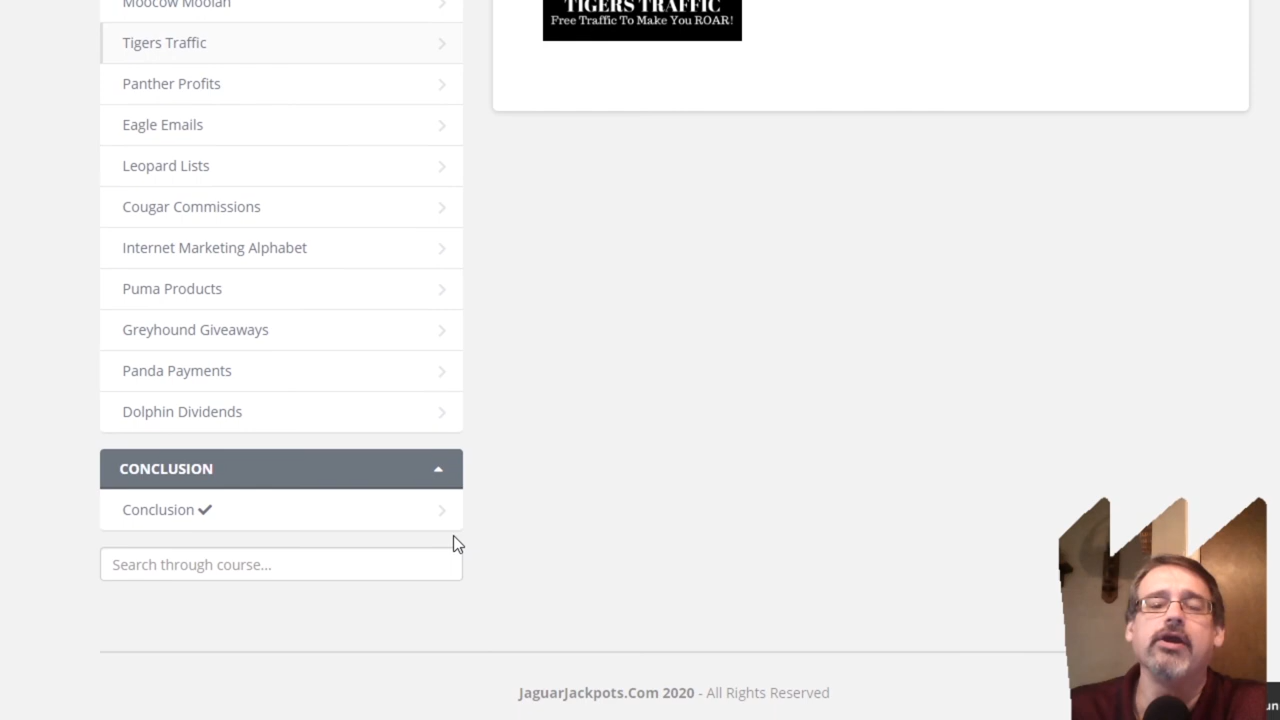 Moocow Moolah
Tigers Traffic
Panther Profits
Eagle Emails
Leopard Lists
Cougar Commissions
Internet Marketing Alphabet
Puma Products
Greyhound Giveaways
Panda Payments
Dolphin Dividends
CONCLUSION
Conclusion
Search through course...
TIGERS TRAFFIC
Free Traffic To Make You ROAR!
JaguarJackpots.Com 2020 - All Rights Reserved